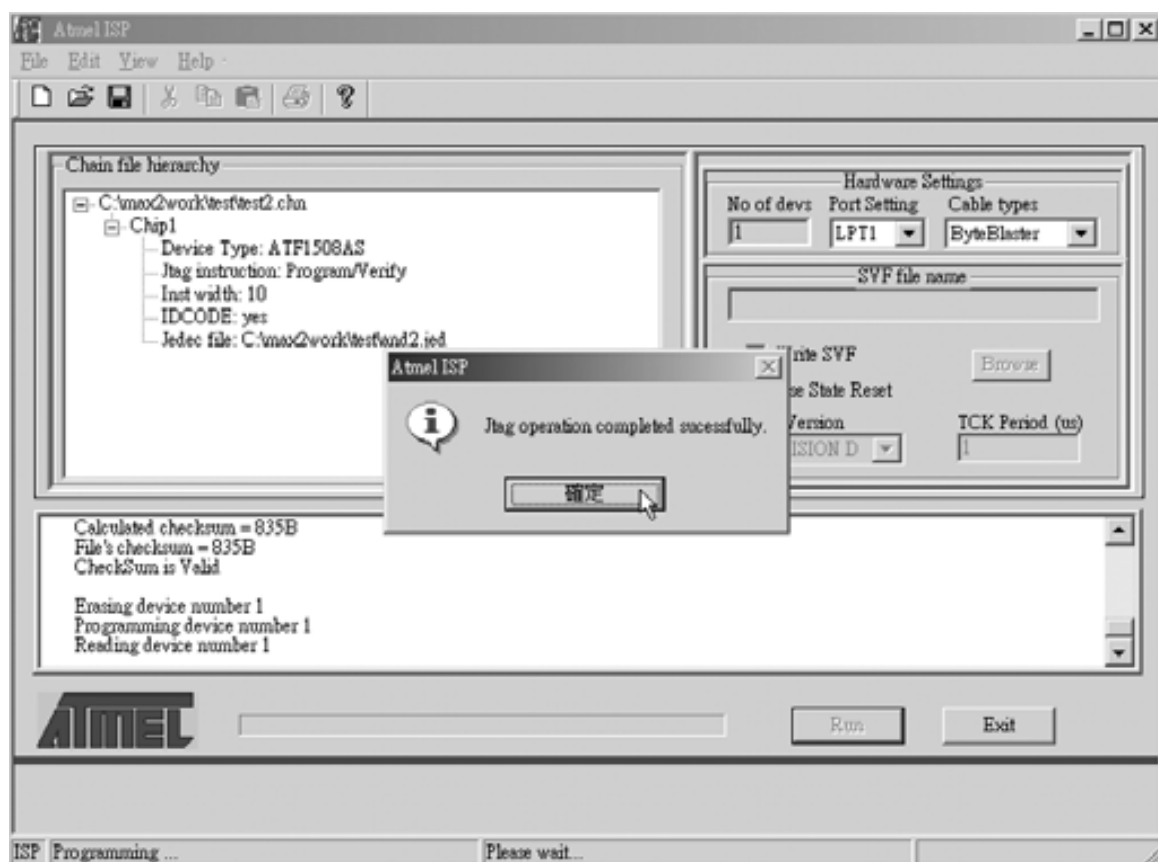 Atmel ISP
File Edit View Help
Chain file hierarchy
C:\max2work\test\test2.chn
Chip1
Device Type: ATF1508AS
Jtag instruction: Program/Verify
Inst width: 10
IDCODE: yes
Jedec file: C:\max2work\test\and2.jed
Hardware Settings
No of devs Port Setting Cable types
1 LPT1 ByteBlaster
SVF file name
rite SVF
Browse
se State Reset
Version TCK Period (us)
ISION D 1
Atmel ISP
Jtag operation completed sucessfully.
確定
Calculated checksum = 835B
File's checksum = 835B
CheckSum is Valid
Erasing device number 1
Programming device number 1
Reading device number 1
ATMEL
Run Exit
ISP Programming ... Please wait...